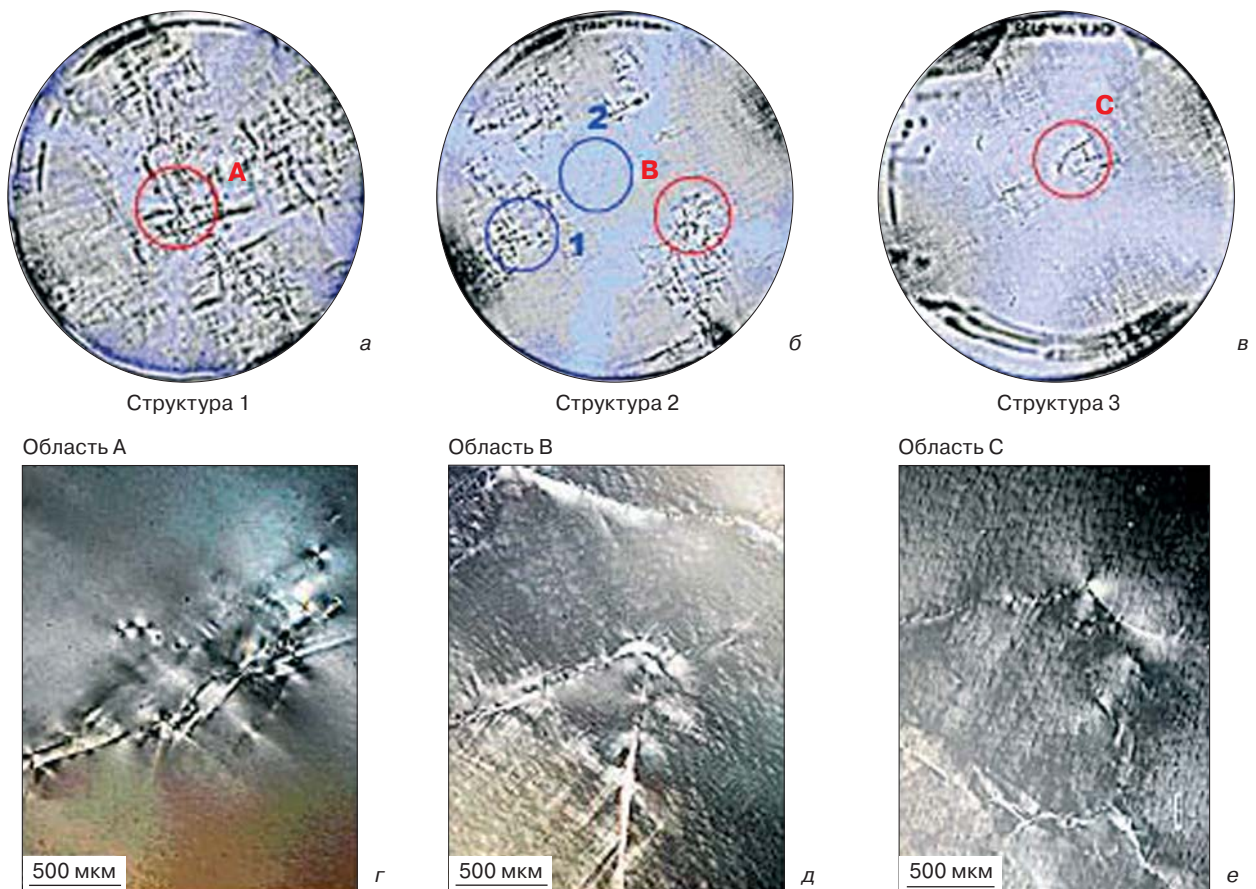 A
а
Структура 1
2
B
1
б
Структура 2
C
в
Структура 3
Область A
500 мкм
г
Область B
500 мкм
д
Область C
500 мкм
е